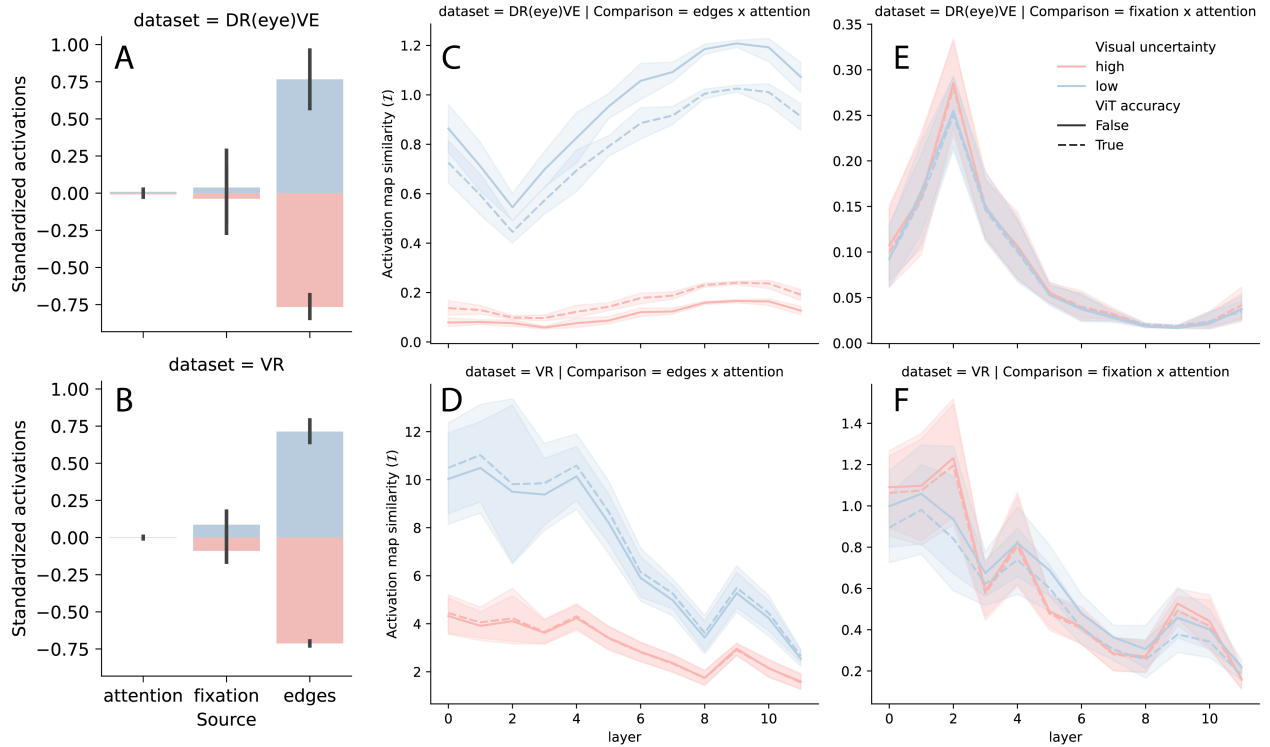 dataset = DR(eye)VE
A
Standardized activations
1.00
0.75
0.50
0.25
0.00
−0.25
−0.50
−0.75
dataset = VR
B
Standardized activations
1.00
0.75
0.50
0.25
0.00
−0.25
−0.50
−0.75
attention fixation edges
Source
dataset = DR(eye)VE | Comparison = edges x attention
C
Activation map similarity (I)
1.2
1.0
0.8
0.6
0.4
0.2
0.0
dataset = VR | Comparison = edges x attention
D
Activation map similarity (I)
12
10
8
6
4
2
0 2 4 6 8 10
layer
dataset = DR(eye)VE | Comparison = fixation x attention
E
0.35
0.30
0.25
0.20
0.15
0.10
0.05
0.00
Visual uncertainty
high
low
ViT accuracy
False
True
dataset = VR | Comparison = fixation x attention
F
1.4
1.2
1.0
0.8
0.6
0.4
0.2
0 2 4 6 8 10
layer